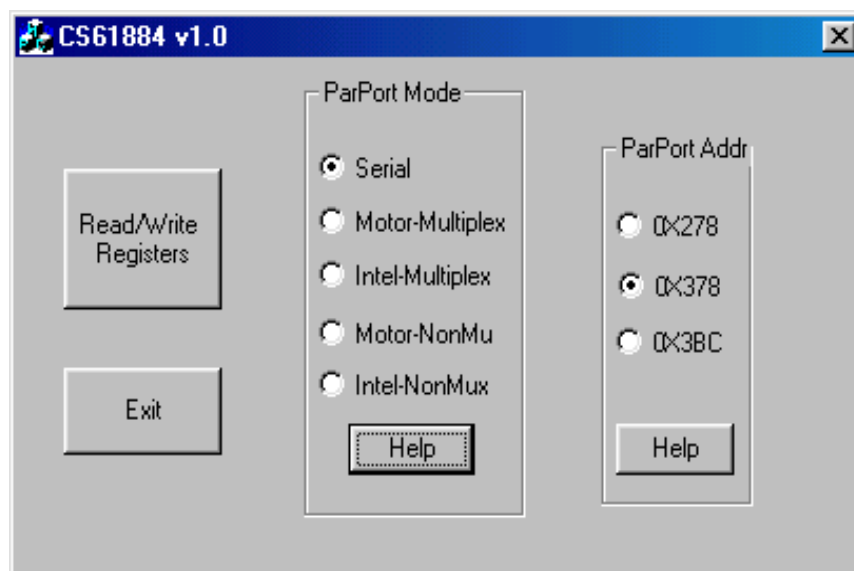 CS61884 v1.0
Read/Write
Registers
Exit
ParPort Mode
Serial
Motor-Multiplex
Intel-Multiplex
Motor-NonMu
Intel-NonMux
Help
ParPort Addr
0X278
0X378
0X3BC
Help